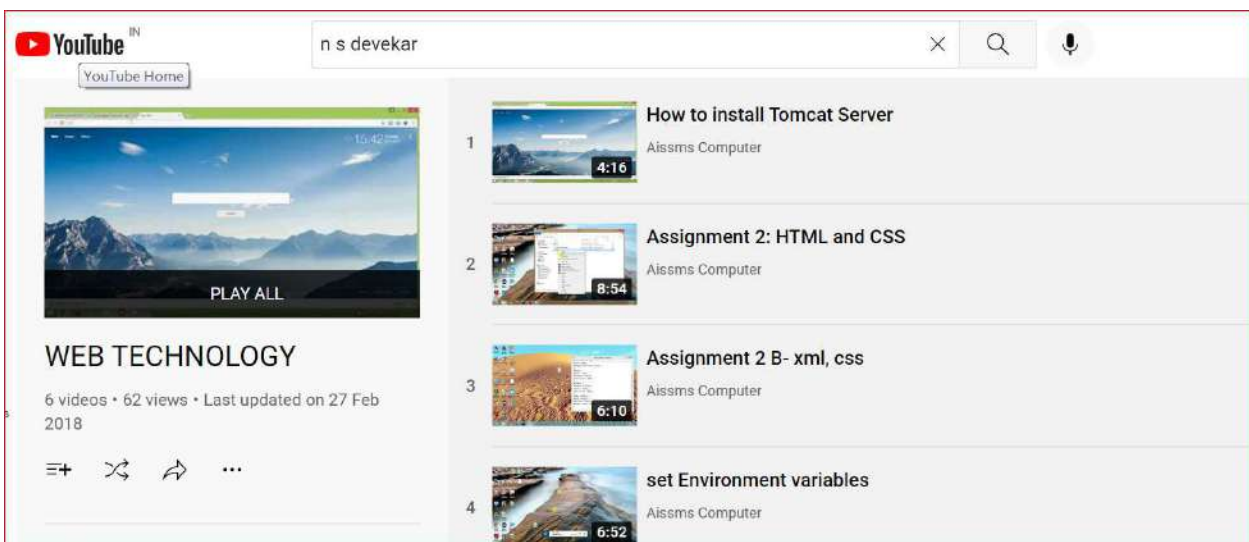 YouTube IN
n s devekar
YouTube Home
15:42
PLAY ALL
WEB TECHNOLOGY
6 videos • 62 views • Last updated on 27 Feb
2018
1
How to install Tomcat Server
Aissms Computer
4:16
2
Assignment 2: HTML and CSS
Aissms Computer
8:54
3
Assignment 2 B- xml, css
Aissms Computer
6:10
4
set Environment variables
Aissms Computer
6:52